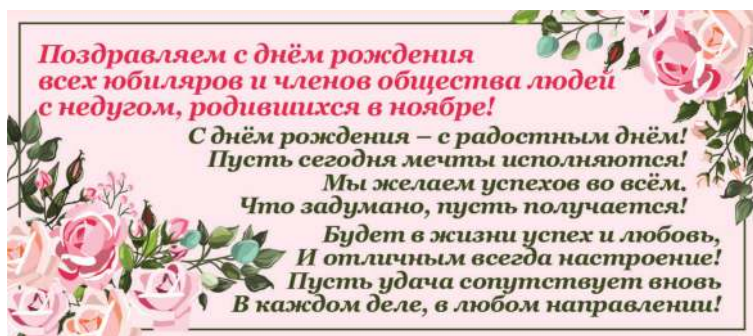 Поздравляем с днём рождения
всех юбиляров и членов общества людей
с недугом, родившихся в ноябре!
С днём рождения – с радостным днём!
Пусть сегодня мечты исполняются!
Мы желаем успехов во всём.
Что задумано, пусть получается!
Будет в жизни успех и любовь,
И отличным всегда настроение!
Пусть удача сопутствует вновь
В каждом деле, в любом направлении!